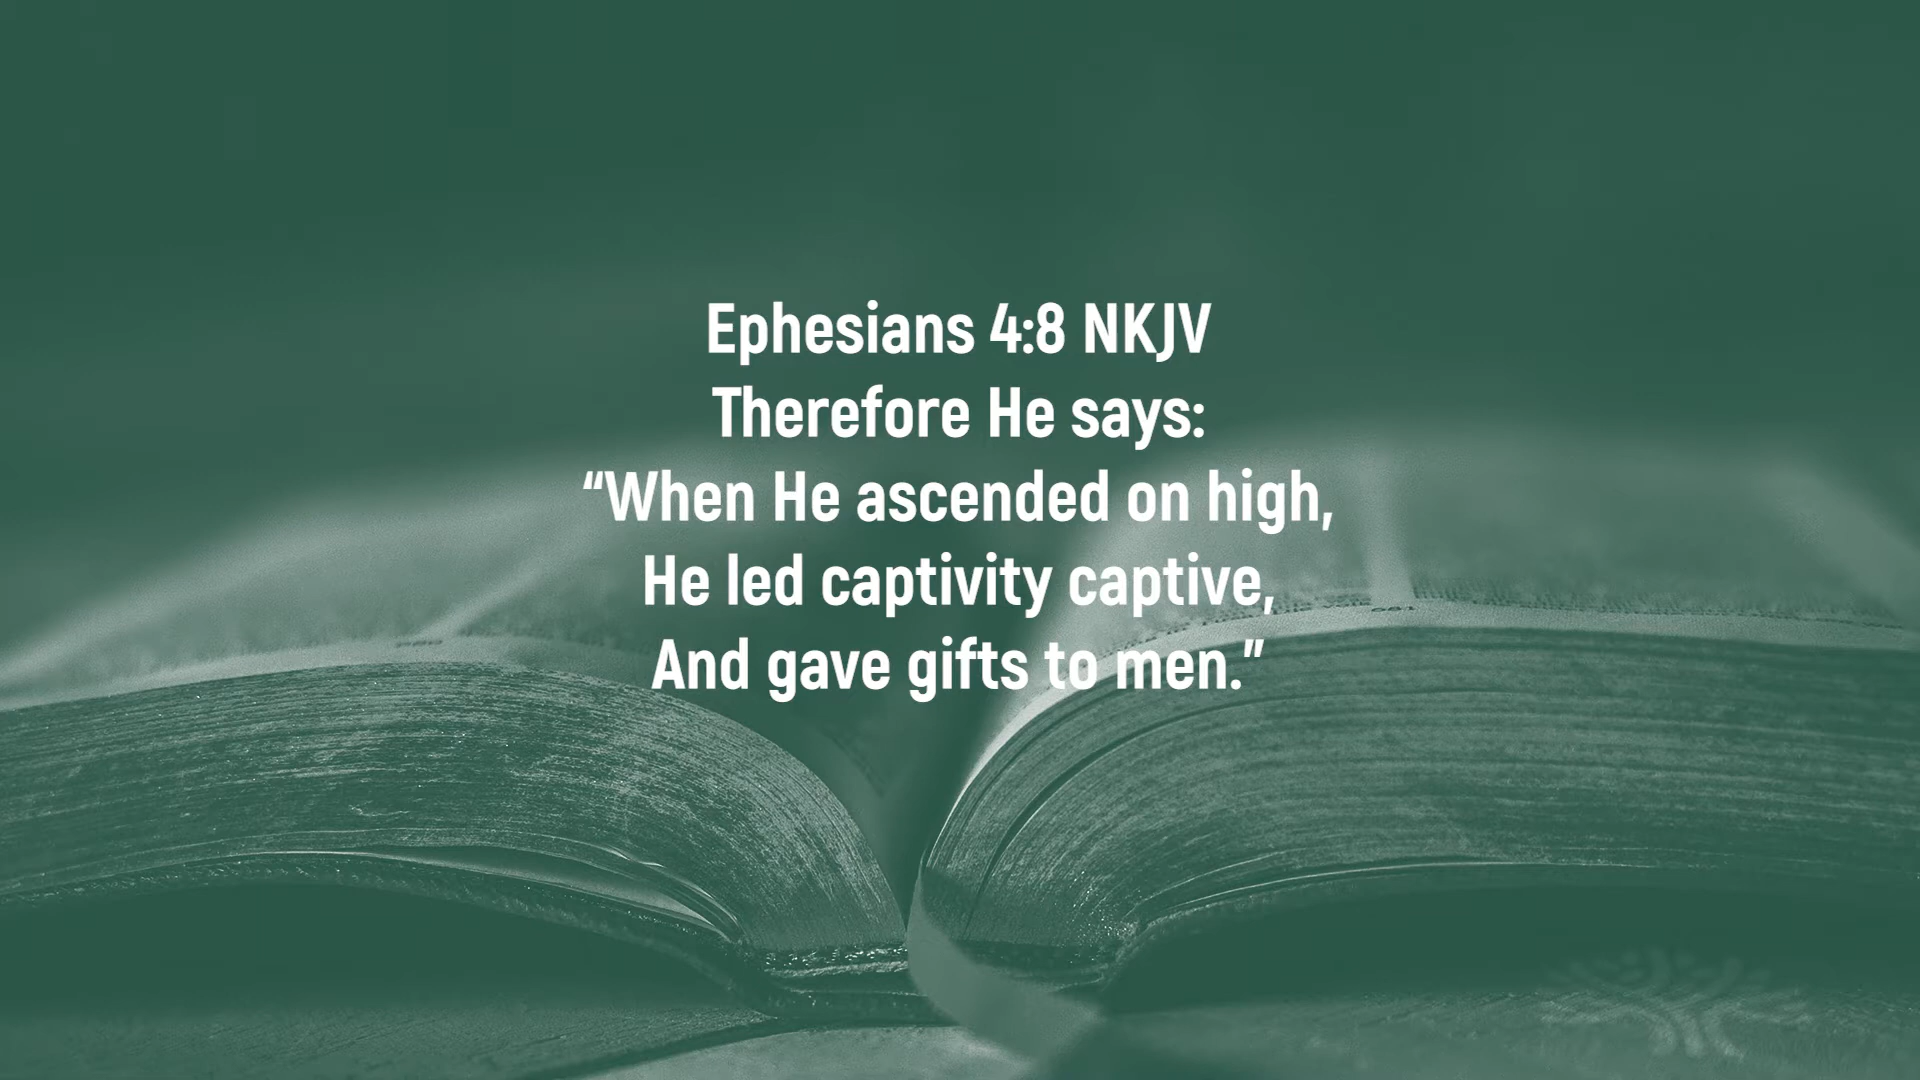 Ephesians 4:8 NKJV
Therefore He says:
“When He ascended on high,
He led captivity captive,
And gave gifts to men.”